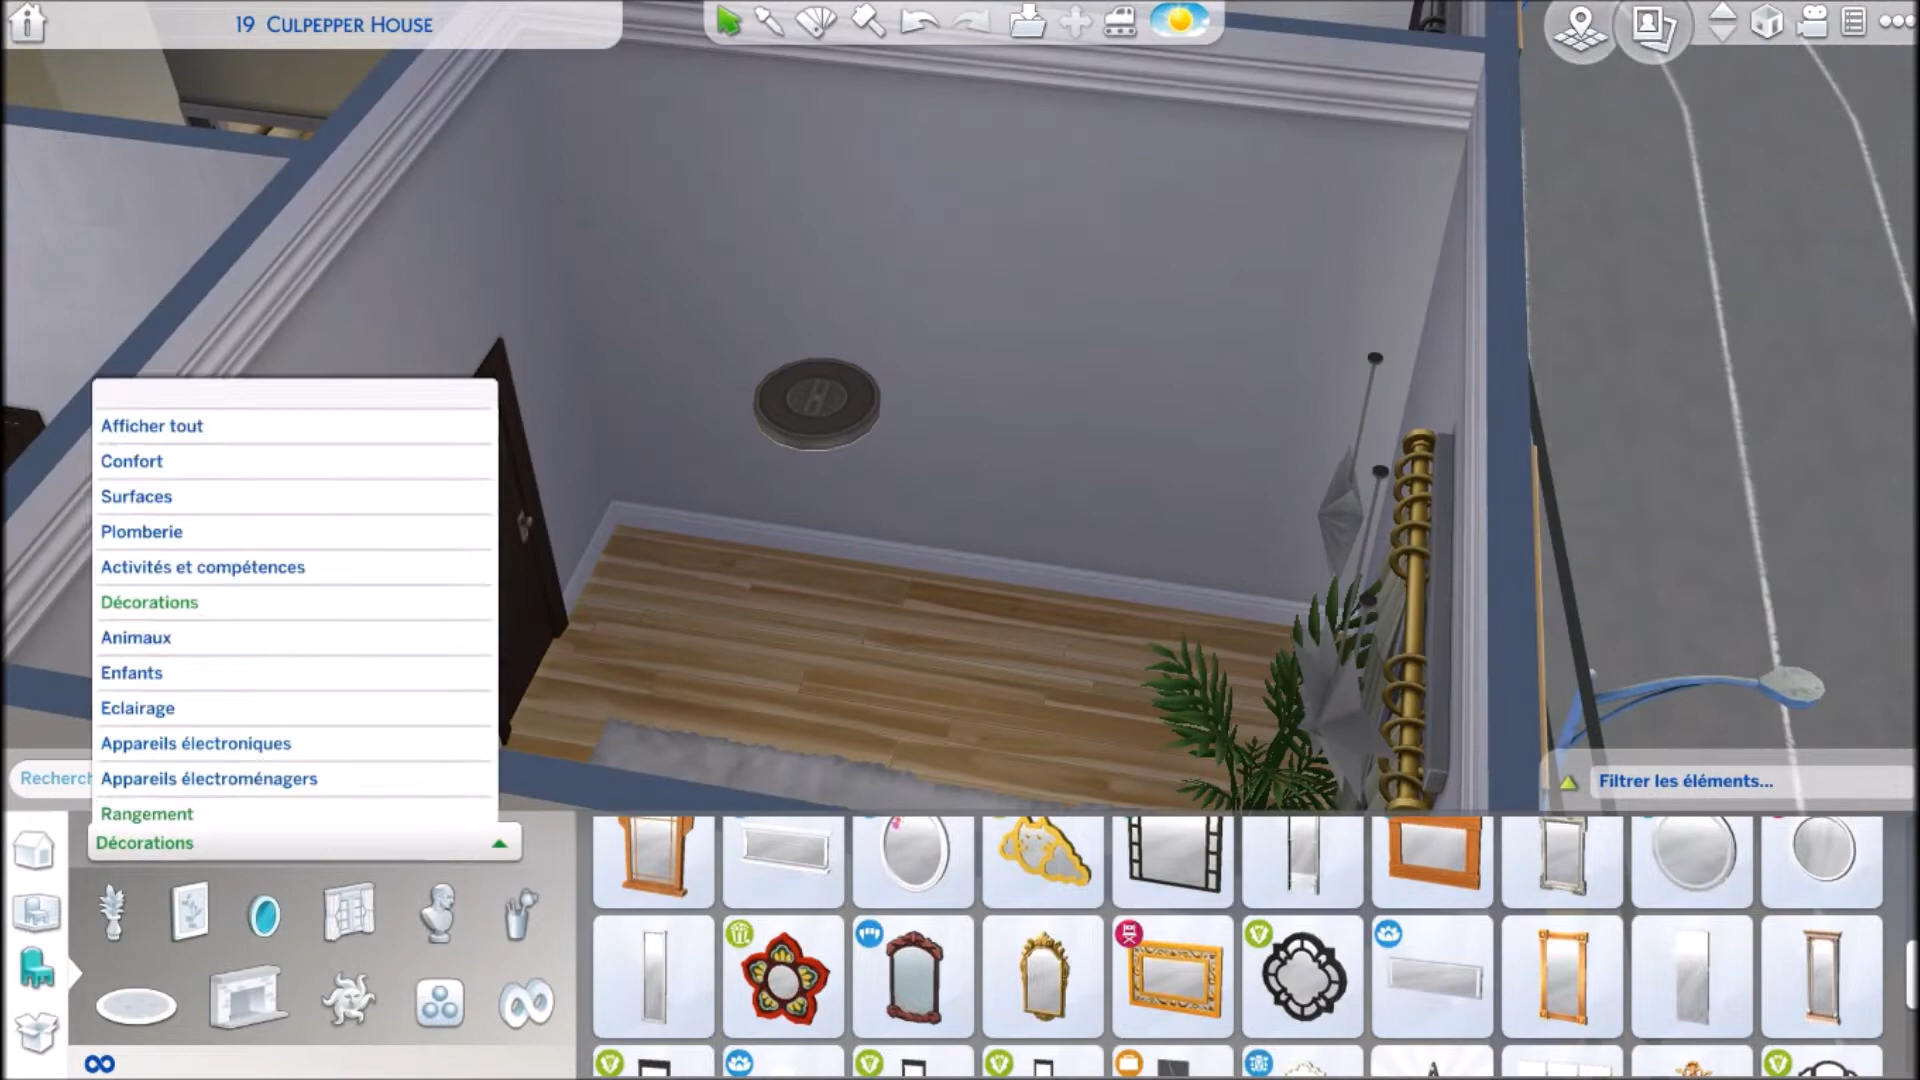 19 CULPEPPER HOUSE
Afficher tout
Confort
Surfaces
Plomberie
Activités et compétences
Décorations
Animaux
Enfants
Eclairage
Appareils électroniques
Appareils électroménagers
Rangement
Recherch
Décorations
Filtrer les éléments...